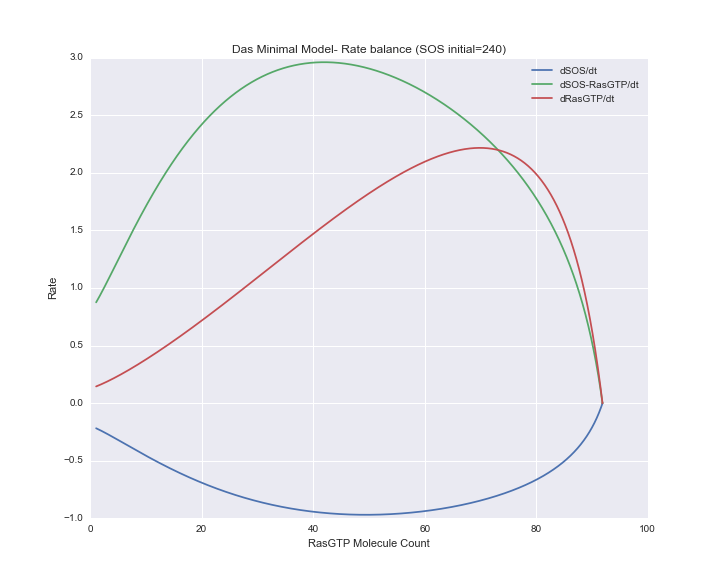 Das Minimal Model- Rate balance (SOS initial=240)
dSOS/dt
dSOS-RasGTP/dt
dRasGTP/dt
3.0
2.5
2.0
1.5
1.0
0.5
0.0
−0.5
−1.0
Rate
0 20 40 60 80 100
RasGTP Molecule Count